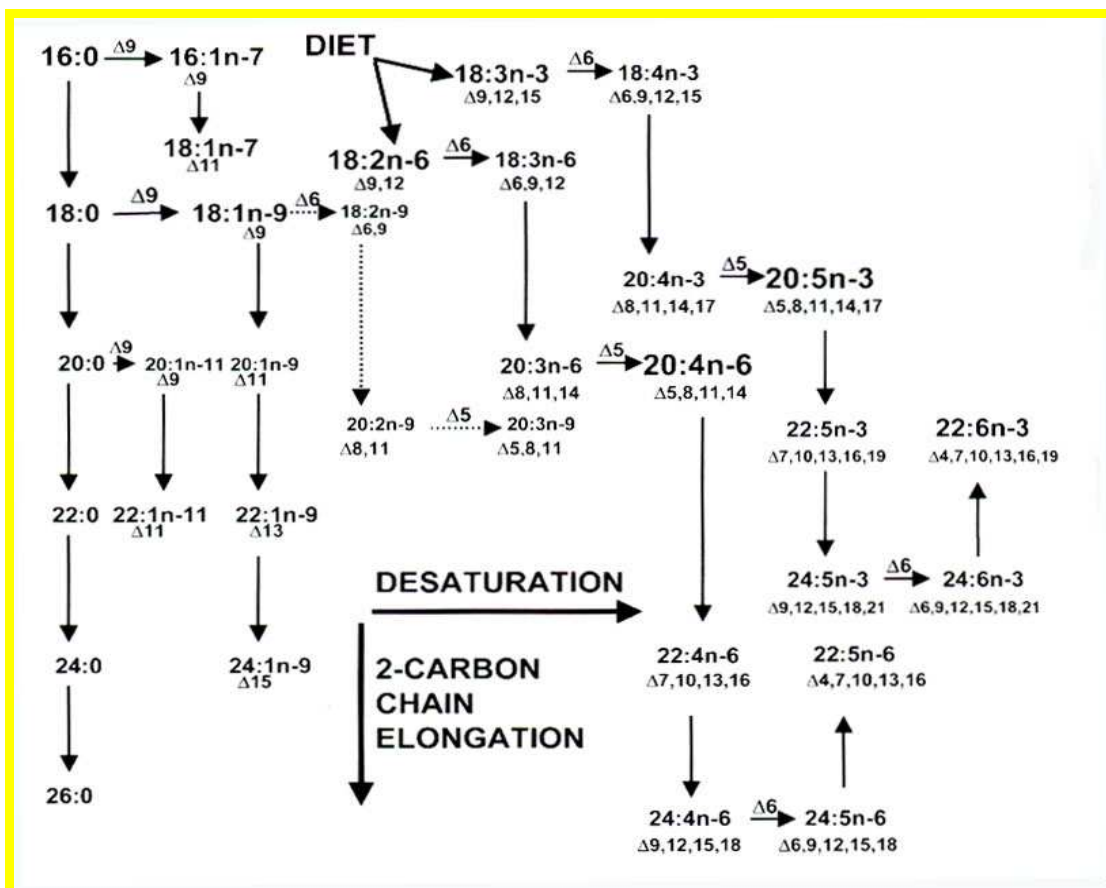 16:0
Δ9
16:1n-7
Δ9
18:1n-7
Δ11
DIET
18:3n-3
Δ9,12,15
Δ6
18:4n-3
Δ6,9,12,15
18:2n-6
Δ9,12
Δ6
18:3n-6
Δ6,9,12
18:0
Δ9
18:1n-9
Δ9
Δ6
18:2n-9
Δ6,9
20:4n-3
Δ8,11,14,17
Δ5
20:5n-3
Δ5,8,11,14,17
20:0
Δ9
20:1n-11
Δ9
20:1n-9
Δ11
20:3n-6
Δ8,11,14
Δ5
20:4n-6
Δ5,8,11,14
20:2n-9
Δ8,11
Δ5
20:3n-9
Δ5,8,11
22:5n-3
Δ7,10,13,16,19
22:6n-3
Δ4,7,10,13,16,19
22:0
22:1n-11
Δ11
22:1n-9
Δ13
24:5n-3
Δ9,12,15,18,21
Δ6
24:6n-3
Δ6,9,12,15,18,21
DESATURATION
2-CARBON
CHAIN
ELONGATION
24:0
24:1n-9
Δ15
22:4n-6
Δ7,10,13,16
22:5n-6
Δ4,7,10,13,16
26:0
24:4n-6
Δ9,12,15,18
Δ6
24:5n-6
Δ6,9,12,15,18